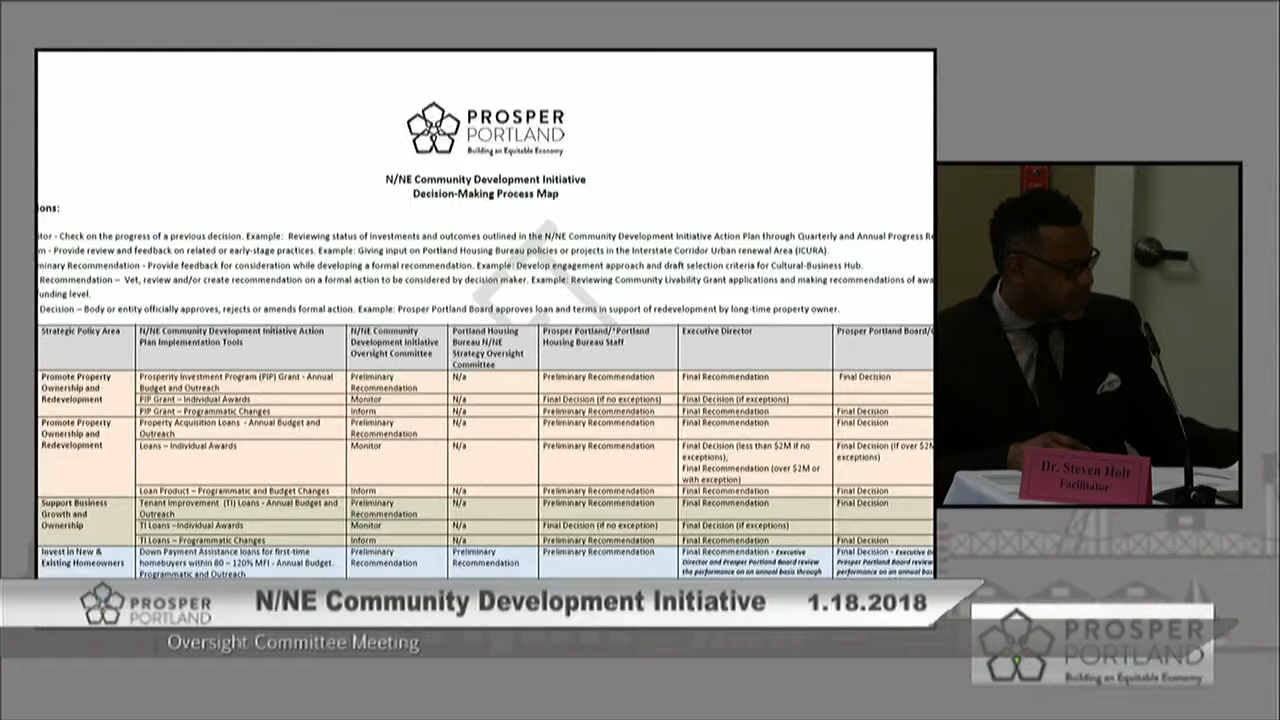 PROSPER
PORTLAND
Building an Equitable Economy
N/NE Community Development Initiative
Decision-Making Process Map
ions:
itor - Check on the progress of a previous decision. Example: Reviewing status of investments and outcomes outlined in the N/NE Community Development Initiative Action Plan through Quarterly and Annual Progress Re
m - Provide review and feedback on related or early-stage practices. Example: Giving input on Portland Housing Bureau policies or projects in the Interstate Corridor Urban renewal Area (ICURA).
minary Recommendation - Provide feedback for consideration while developing a formal recommendation. Example: Develop engagement approach and draft selection criteria for Cultural-Business Hub.
Recommendation – Vet, review and/or create recommendation on a formal action to be considered by decision maker. Example: Reviewing Community Livability Grant applications and making recommendations of awa
unding level.
Decision – Body or entity officially approves, rejects or amends formal action. Example: Prosper Portland Board approves loan and terms in support of redevelopment by long-time property owner.
Strategic Policy Area
N/NE Community Development Initiative Action
Plan Implementation Tools
N/NE Community
Development Initiative
Oversight Committee
Portland Housing
Bureau N/NE
Strategy Oversight
Committee
Prosper Portland/*Portland
Housing Bureau Staff
Executive Director
Prosper Portland Board/
Promote Property
Ownership and
Redevelopment
Prosperity Investment Program (PIP) Grant - Annual
Budget and Outreach
Preliminary
Recommendation
N/a
Preliminary Recommendation
Final Recommendation
Final Decision
PIP Grant – Individual Awards
Monitor
N/a
Final Decision (if no exceptions)
Final Decision (if exceptions)
PIP Grant – Programmatic Changes
Inform
N/a
Preliminary Recommendation
Final Recommendation
Final Decision
Promote Property
Ownership and
Redevelopment
Property Acquisition Loans - Annual Budget and
Outreach
Preliminary
Recommendation
N/a
Preliminary Recommendation
Final Recommendation
Final Decision
Loans – Individual Awards
Monitor
N/a
Preliminary Recommendation
Final Decision (less than $2M if no
exceptions);
Final Recommendation (over $2M or
with exception)
Final Decision (If over $2M
exceptions)
Loan Product – Programmatic and Budget Changes
Inform
N/a
Preliminary Recommendation
Final Recommendation
Final Decision
Support Business
Growth and
Ownership
Tenant Improvement (TI) Loans - Annual Budget and
Outreach
Preliminary
Recommendation
N/a
Preliminary Recommendation
Final Recommendation
Final Decision
TI Loans –Individual Awards
Monitor
N/a
Final Decision (if no exception)
Final Decision (if exceptions)
TI Loans – Programmatic Changes
Inform
N/a
Preliminary Recommendation
Final Recommendation
Final Decision
Invest in New &
Existing Homeowners
Down Payment Assistance loans for first-time
homebuyers within 80 – 120% MFI - Annual Budget.
Programmatic and Outreach
Preliminary
Recommendation
Preliminary
Recommendation
Preliminary Recommendation
Final Recommendation - Executive
Director and Prosper Portland Board review
the performance on an annual basis through
Final Decision - Executive D
Prosper Portland Board review
performance on an annual bas
Dr. Steven Holt
Facilitator
PROSPER
PORTLAND
N/NE Community Development Initiative
1.18.2018
Oversight Committee Meeting
PROSPER
PORTLAND
Building an Equitable Economy